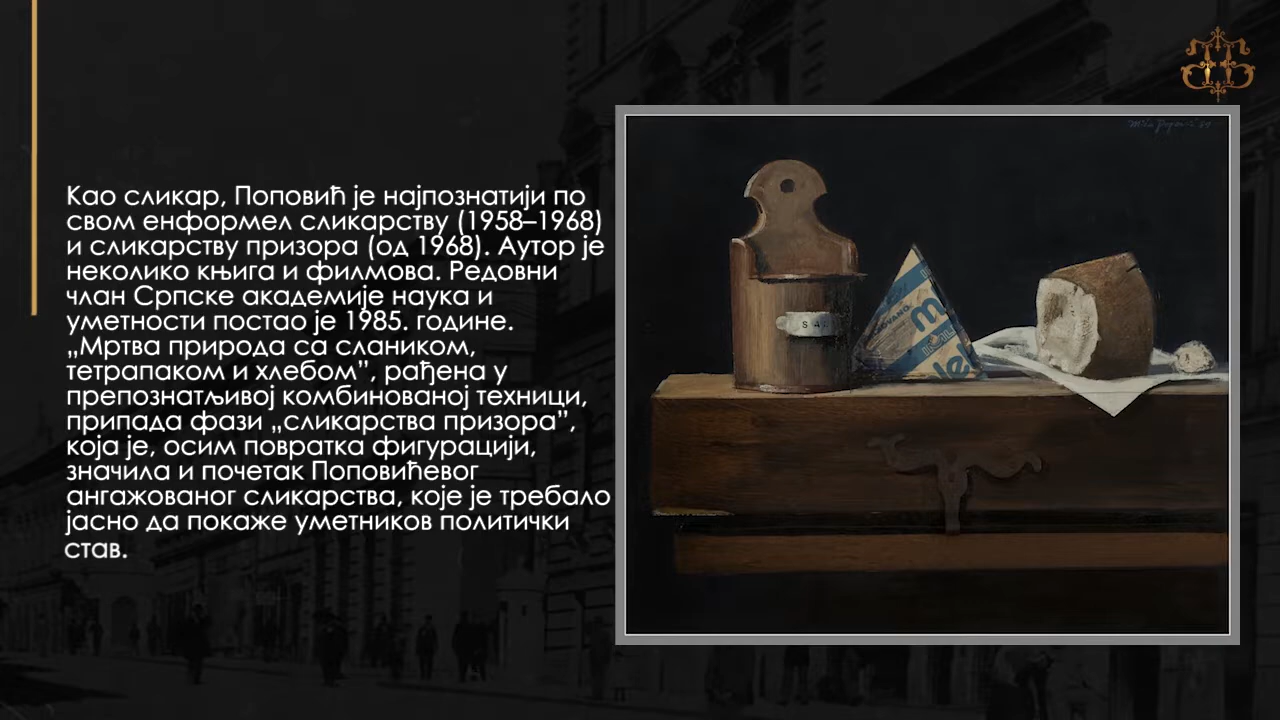 Као сликар, Поповић је најпознатији по
свом енформел сликарству (1958–1968)
и сликарству призора (од 1968). Аутор је
неколико књига и филмова. Редовни
члан Српске академије наука и
уметности постао је 1985. године.
„Мртва природа са слаником,
тетрапаком и хлебом”, рађена у
препознатљивој комбинованој техници,
припада фази „сликарства призора”,
која је, осим повратка фигурацији,
значила и почетак Поповићевог
ангажованог сликарства, које је требало
јасно да покаже уметников политички
став.